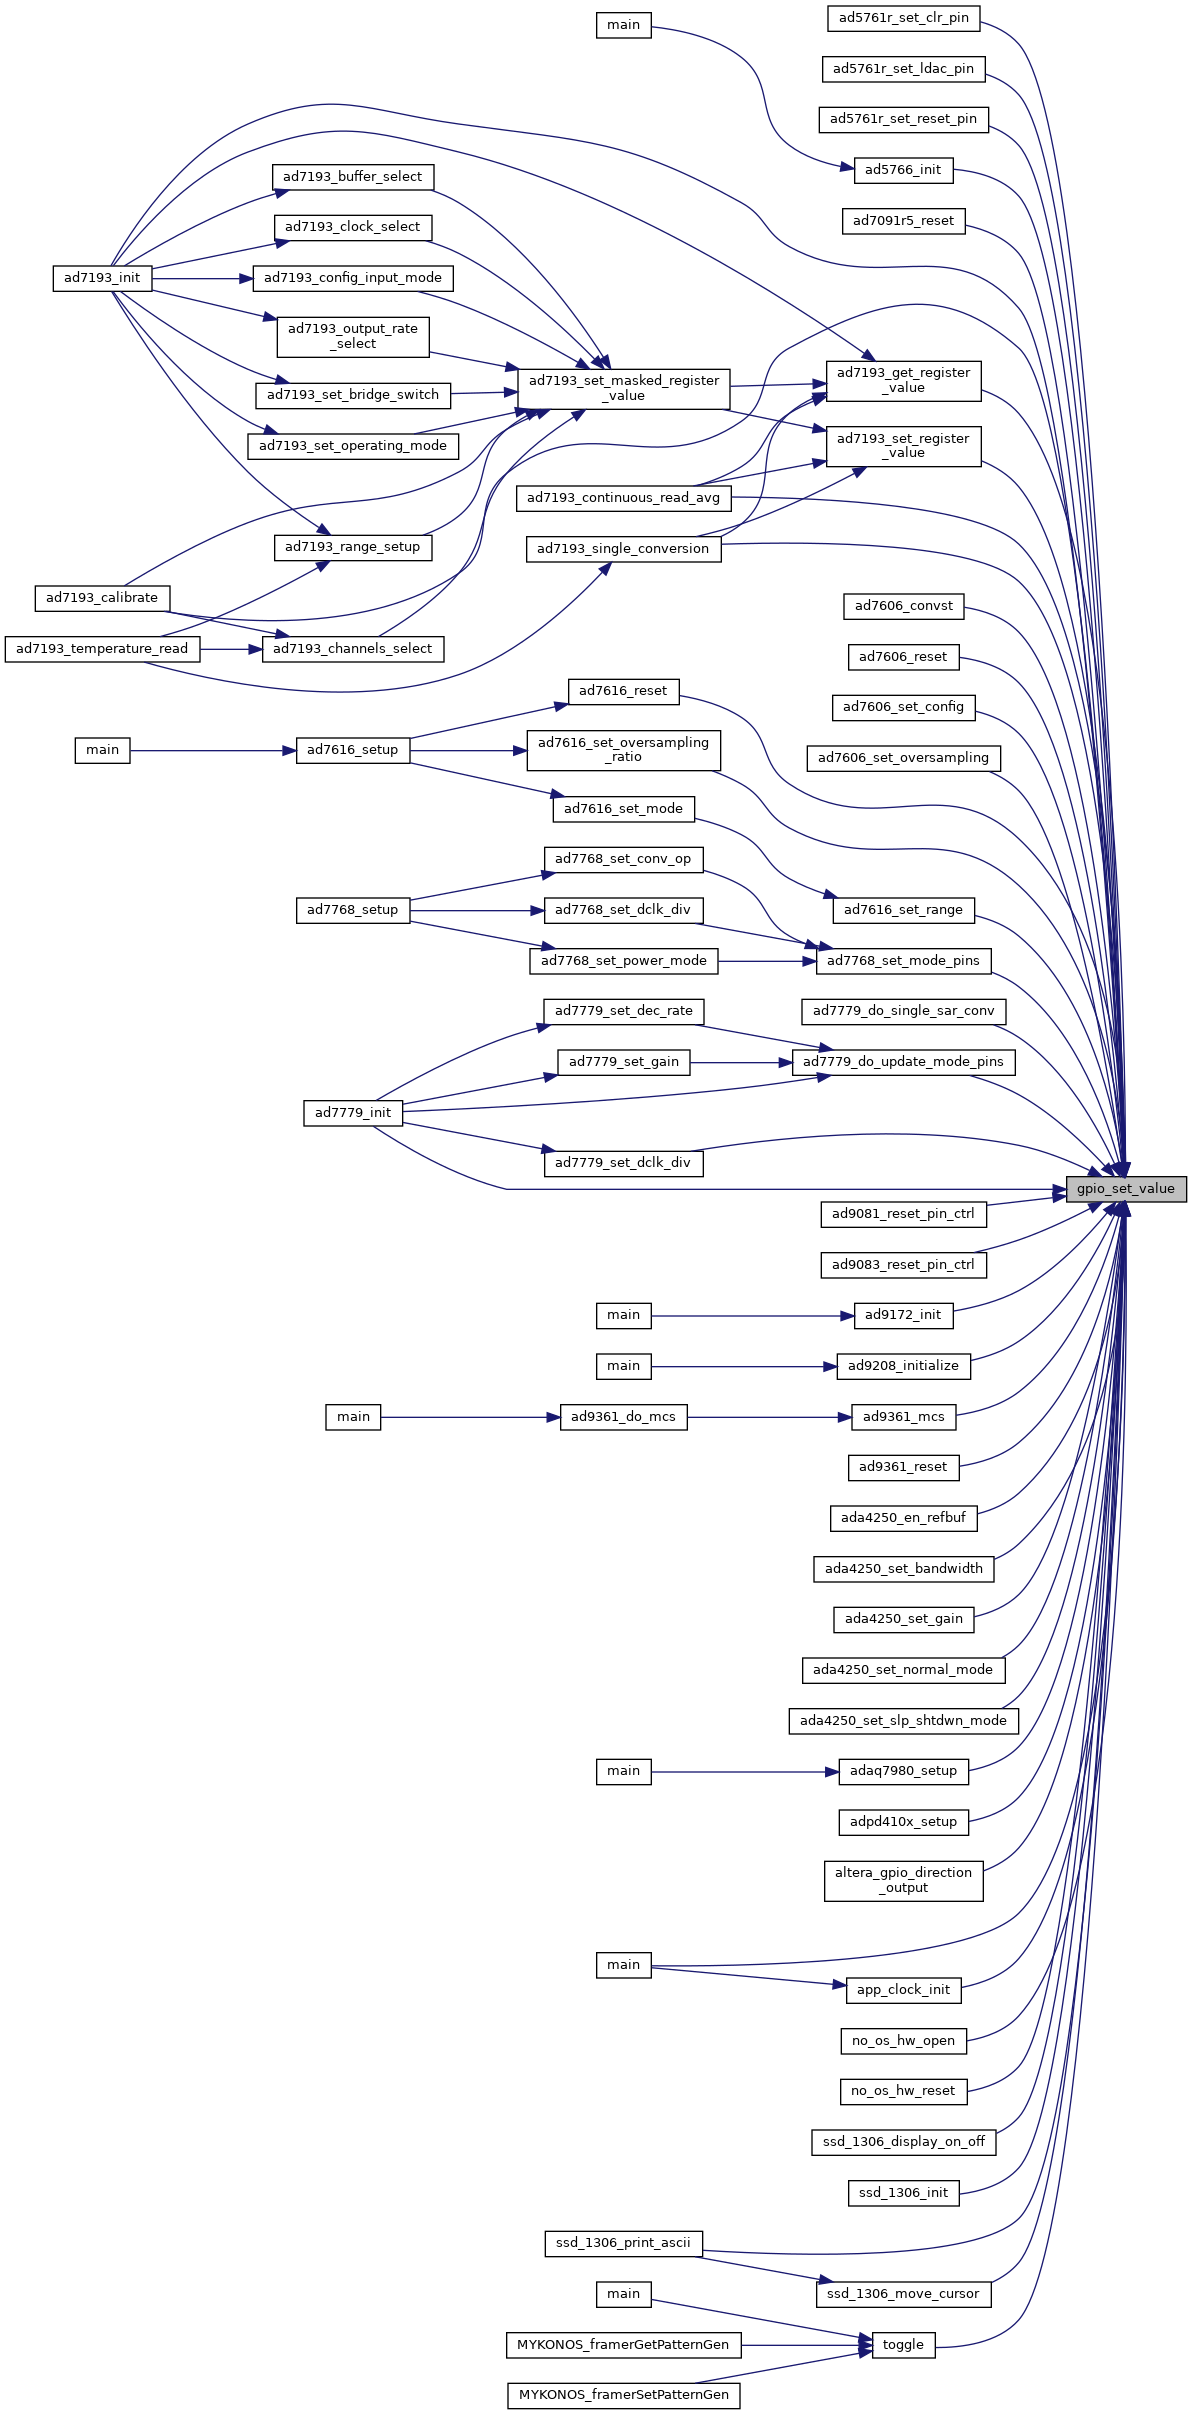 main
ad5761r_set_clr_pin
ad5761r_set_ldac_pin
ad5761r_set_reset_pin
ad5766_init
ad7091r5_reset
ad7193_buffer_select
ad7193_clock_select
ad7193_init
ad7193_config_input_mode
ad7193_output_rate
_select
ad7193_set_bridge_switch
ad7193_set_operating_mode
ad7193_range_setup
ad7193_set_masked_register
_value
ad7193_get_register
_value
ad7193_set_register
_value
ad7193_continuous_read_avg
ad7193_single_conversion
ad7193_calibrate
ad7193_temperature_read
ad7193_channels_select
ad7606_convst
ad7606_reset
ad7606_set_config
ad7606_set_oversampling
ad7616_reset
main
ad7616_setup
ad7616_set_oversampling
_ratio
ad7616_set_mode
ad7616_set_range
ad7768_set_conv_op
ad7768_setup
ad7768_set_dclk_div
ad7768_set_power_mode
ad7768_set_mode_pins
ad7779_set_dec_rate
ad7779_do_single_sar_conv
ad7779_set_gain
ad7779_do_update_mode_pins
ad7779_init
ad7779_set_dclk_div
gpio_set_value
ad9081_reset_pin_ctrl
ad9083_reset_pin_ctrl
main
ad9172_init
main
ad9208_initialize
main
ad9361_do_mcs
ad9361_mcs
ad9361_reset
ada4250_en_refbuf
ada4250_set_bandwidth
ada4250_set_gain
ada4250_set_normal_mode
ada4250_set_slp_shtdwn_mode
main
adaq7980_setup
adpd410x_setup
altera_gpio_direction
_output
main
app_clock_init
no_os_hw_open
no_os_hw_reset
ssd_1306_display_on_off
ssd_1306_init
ssd_1306_print_ascii
ssd_1306_move_cursor
main
MYKONOS_framerGetPatternGen
toggle
MYKONOS_framerSetPatternGen